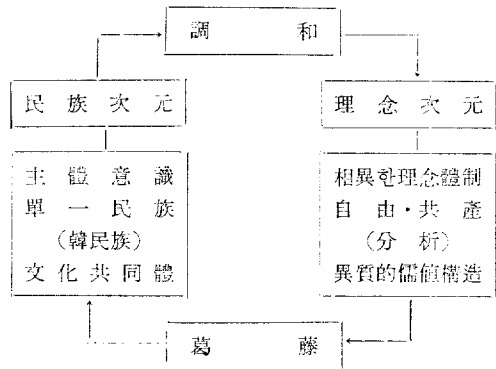 調和
民族次元
理念次元
主體意識
單一民族
(韓民族)
文化共同體
相異한理念體制
自由·共産
(分析)
異質的儒値構造
葛藤